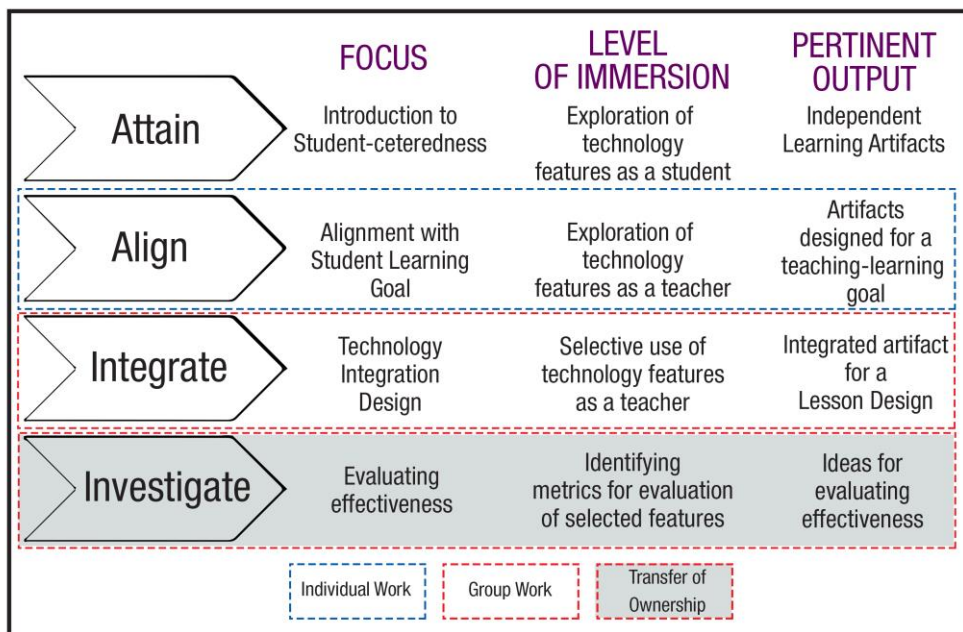 FOCUS
LEVEL
OF IMMERSION
PERTINENT
OUTPUT
Attain
Introduction to
Student-ceteredness
Exploration of
technology
features as a student
Independent
Learning Artifacts
Align
Alignment with
Student Learning
Goal
Exploration of
technology
features as a teacher
Artifacts
designed for a
teaching-learning
goal
Integrate
Technology
Integration
Design
Selective use of
technology features
as a teacher
Integrated artifact
for a
Lesson Design
Investigate
Evaluating
effectiveness
Identifying
metrics for evaluation
of selected features
Ideas for
evaluating
effectiveness
Individual Work
Group Work
Transfer of
Ownership